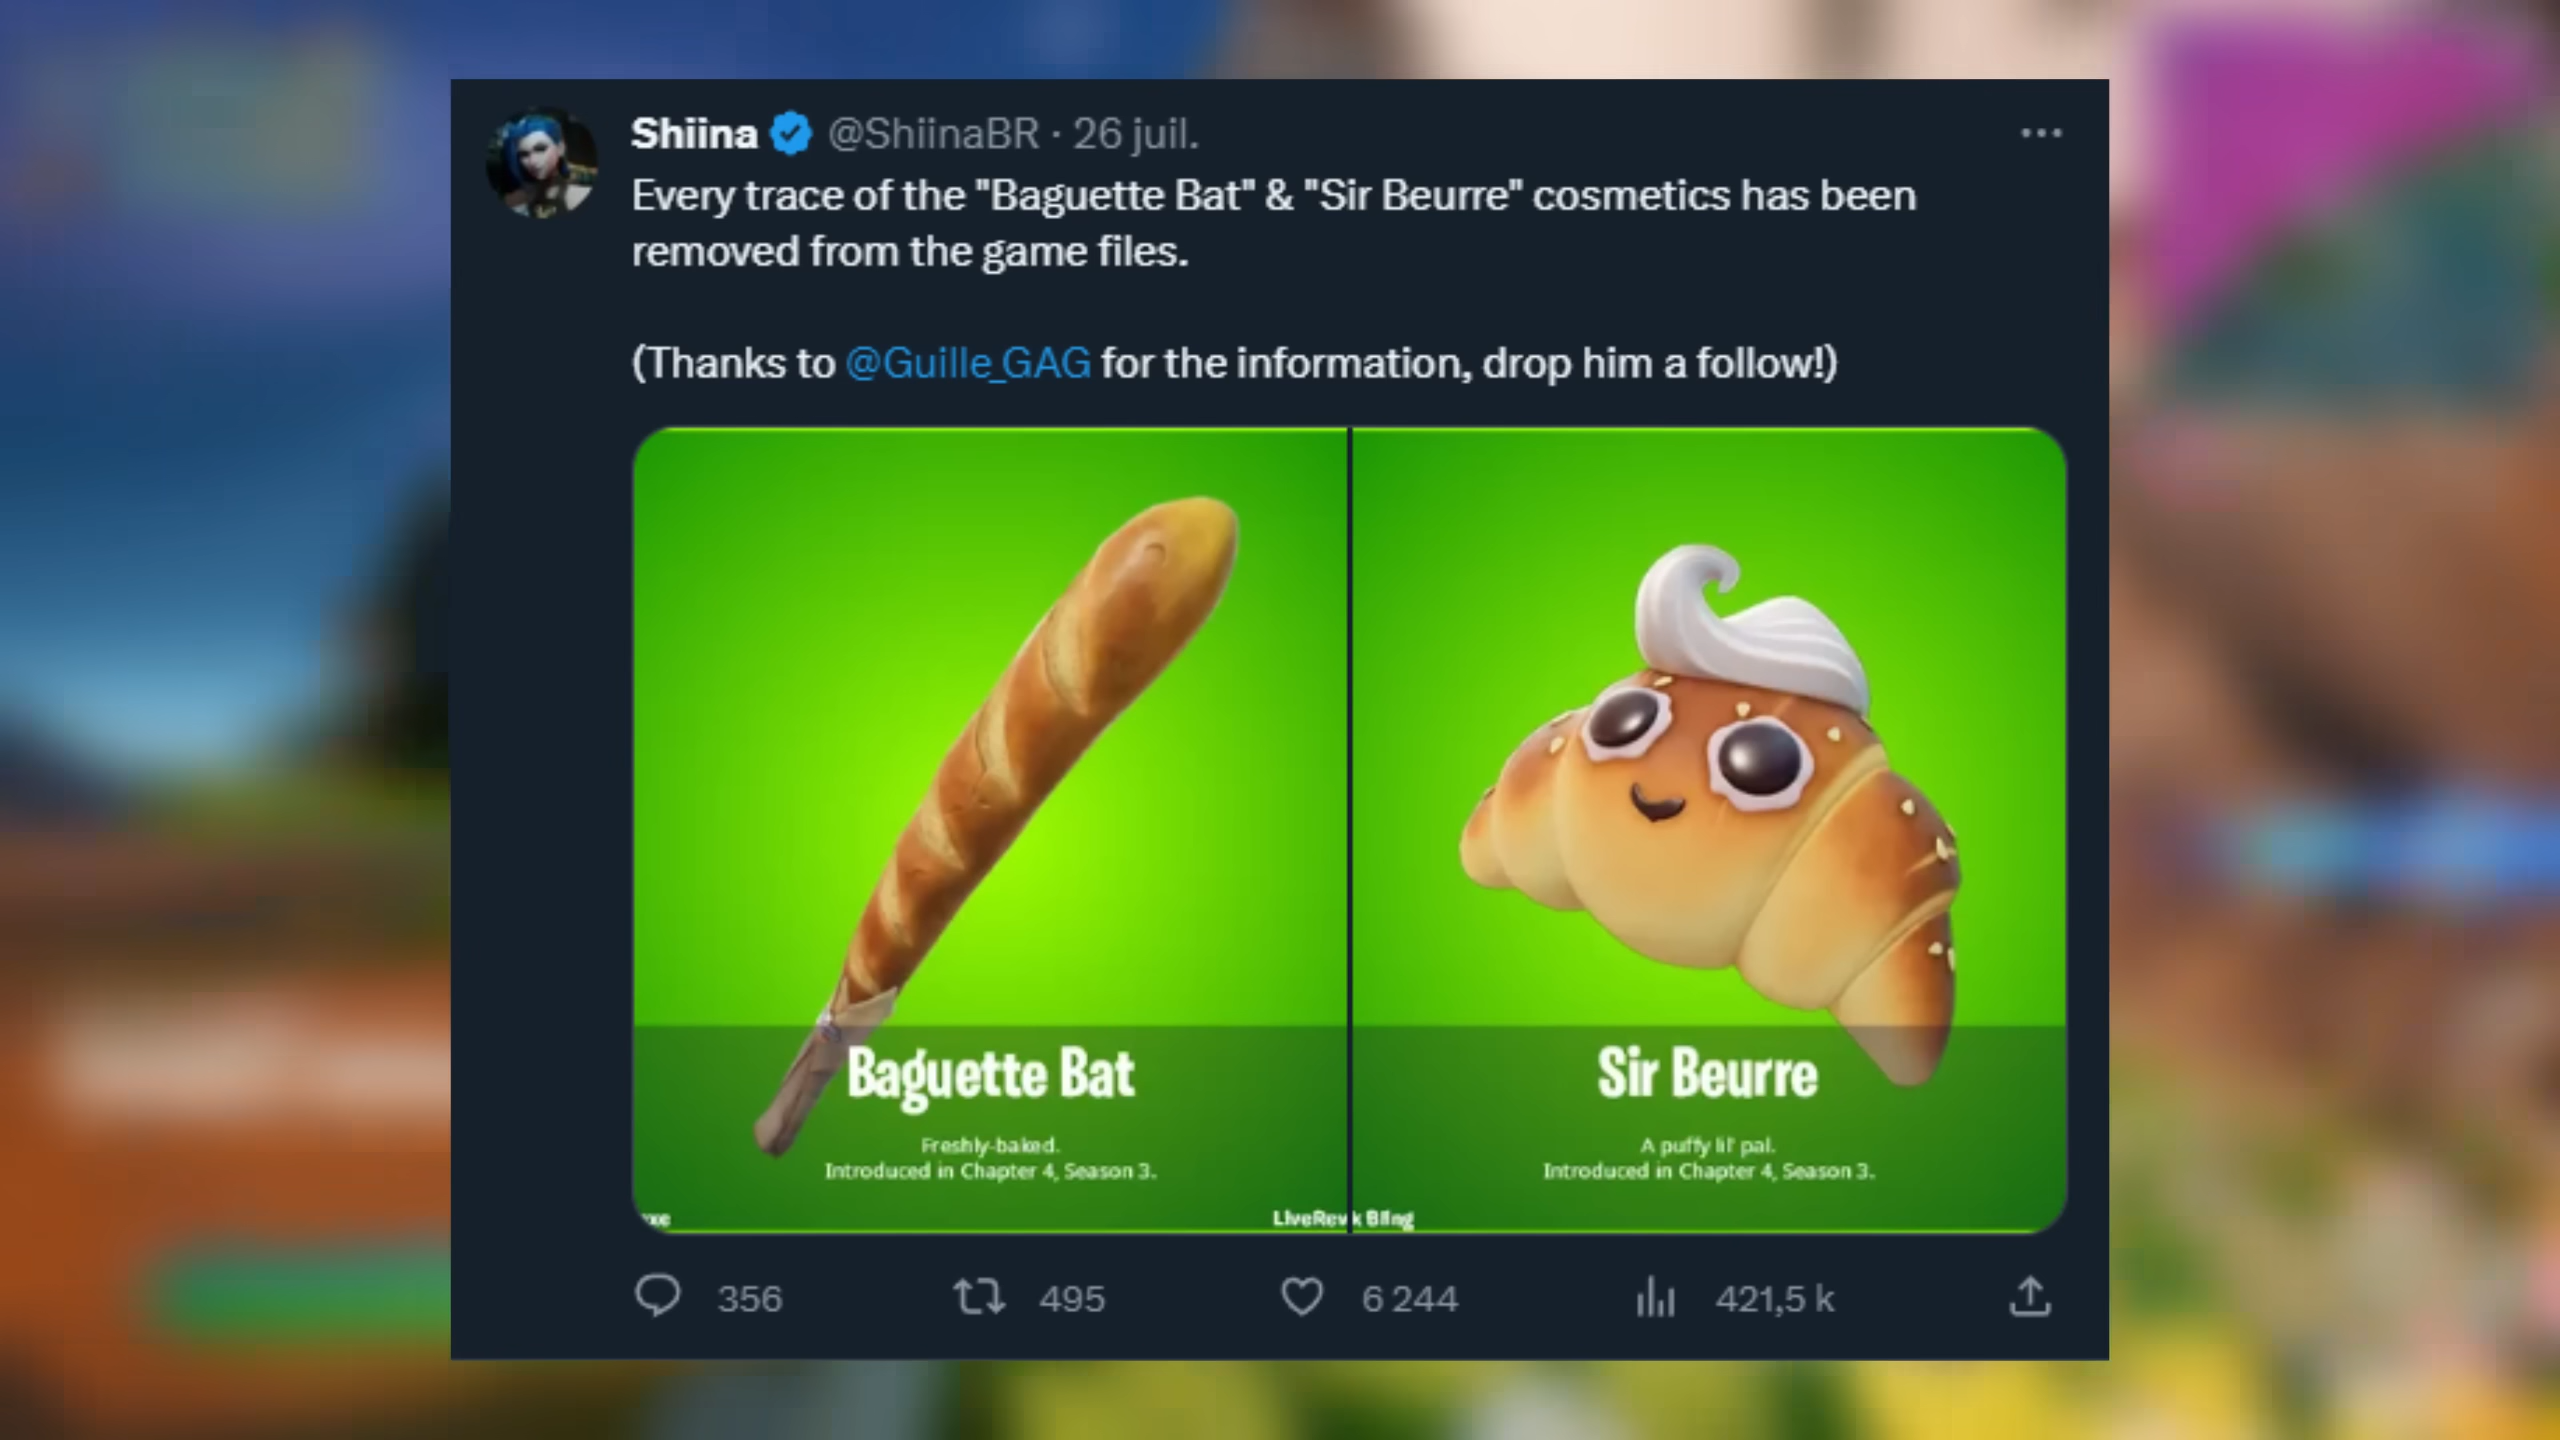 Shiina @ShiinaBR · 26 juil.
Every trace of the "Baguette Bat" & "Sir Beurre" cosmetics has been
removed from the game files.
(Thanks to @Guille_GAG for the information, drop him a follow!)
Baguette Bat
Freshly-baked.
Introduced in Chapter 4, Season 3.
Sir Beurre
A puffy lil' pal.
Introduced in Chapter 4, Season 3.
356 495 6 244 421,5 k